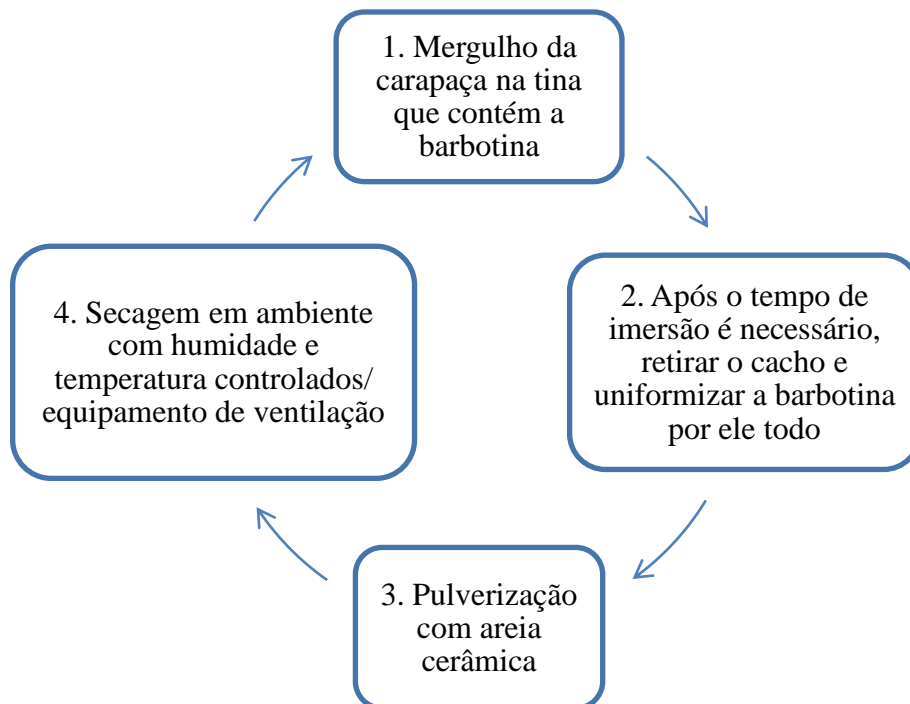 1. Mergulho da
carapaça na tina
que contém a
barbotina
2. Após o tempo de
imersão é necessário,
retirar o cacho e
uniformizar a barbotina
por ele todo
3. Pulverização
com areia
cerâmica
4. Secagem em ambiente
com humidade e
temperatura controlados/
equipamento de ventilação